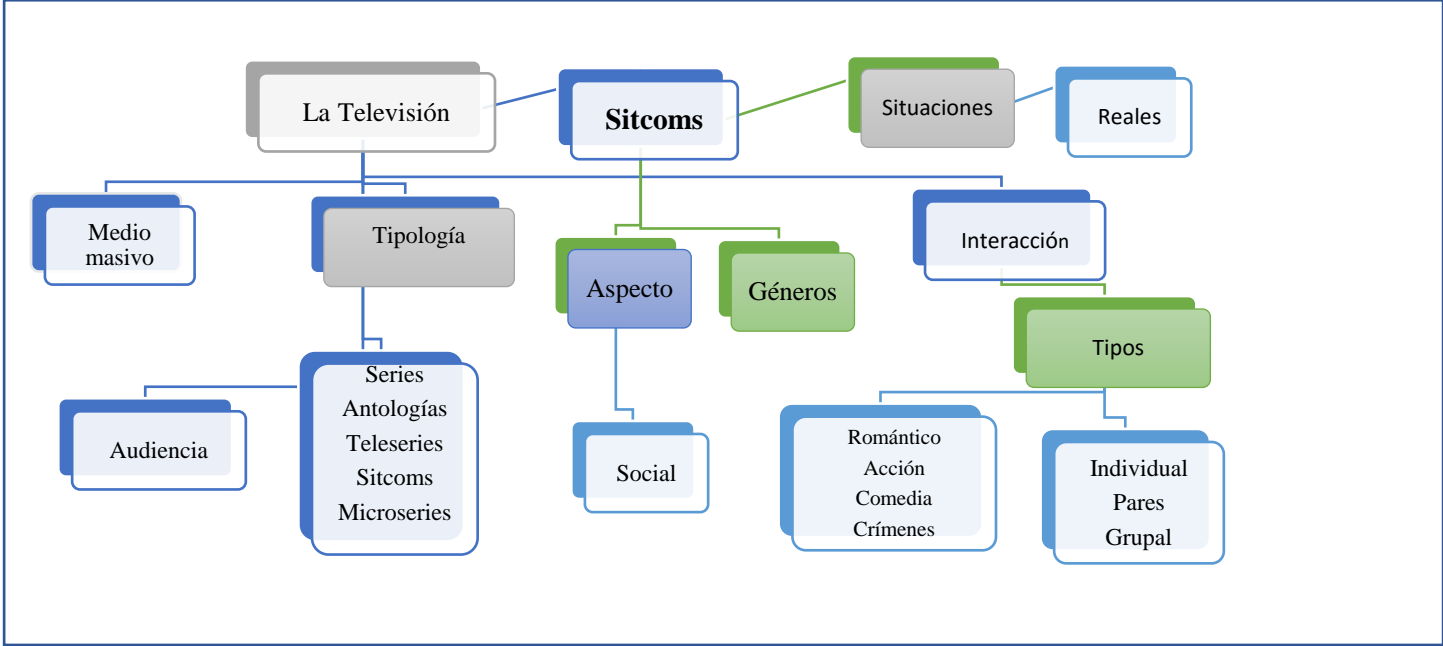 La Televisión
Sitcoms
Situaciones
Reales
Medio
masivo
Tipología
Interacción
Aspecto
Géneros
Tipos
Audiencia
Series
Antologías
Teleseries
Sitcoms
Microseries
Social
Romántico
Acción
Comedia
Crímenes
Individual
Pares
Grupal